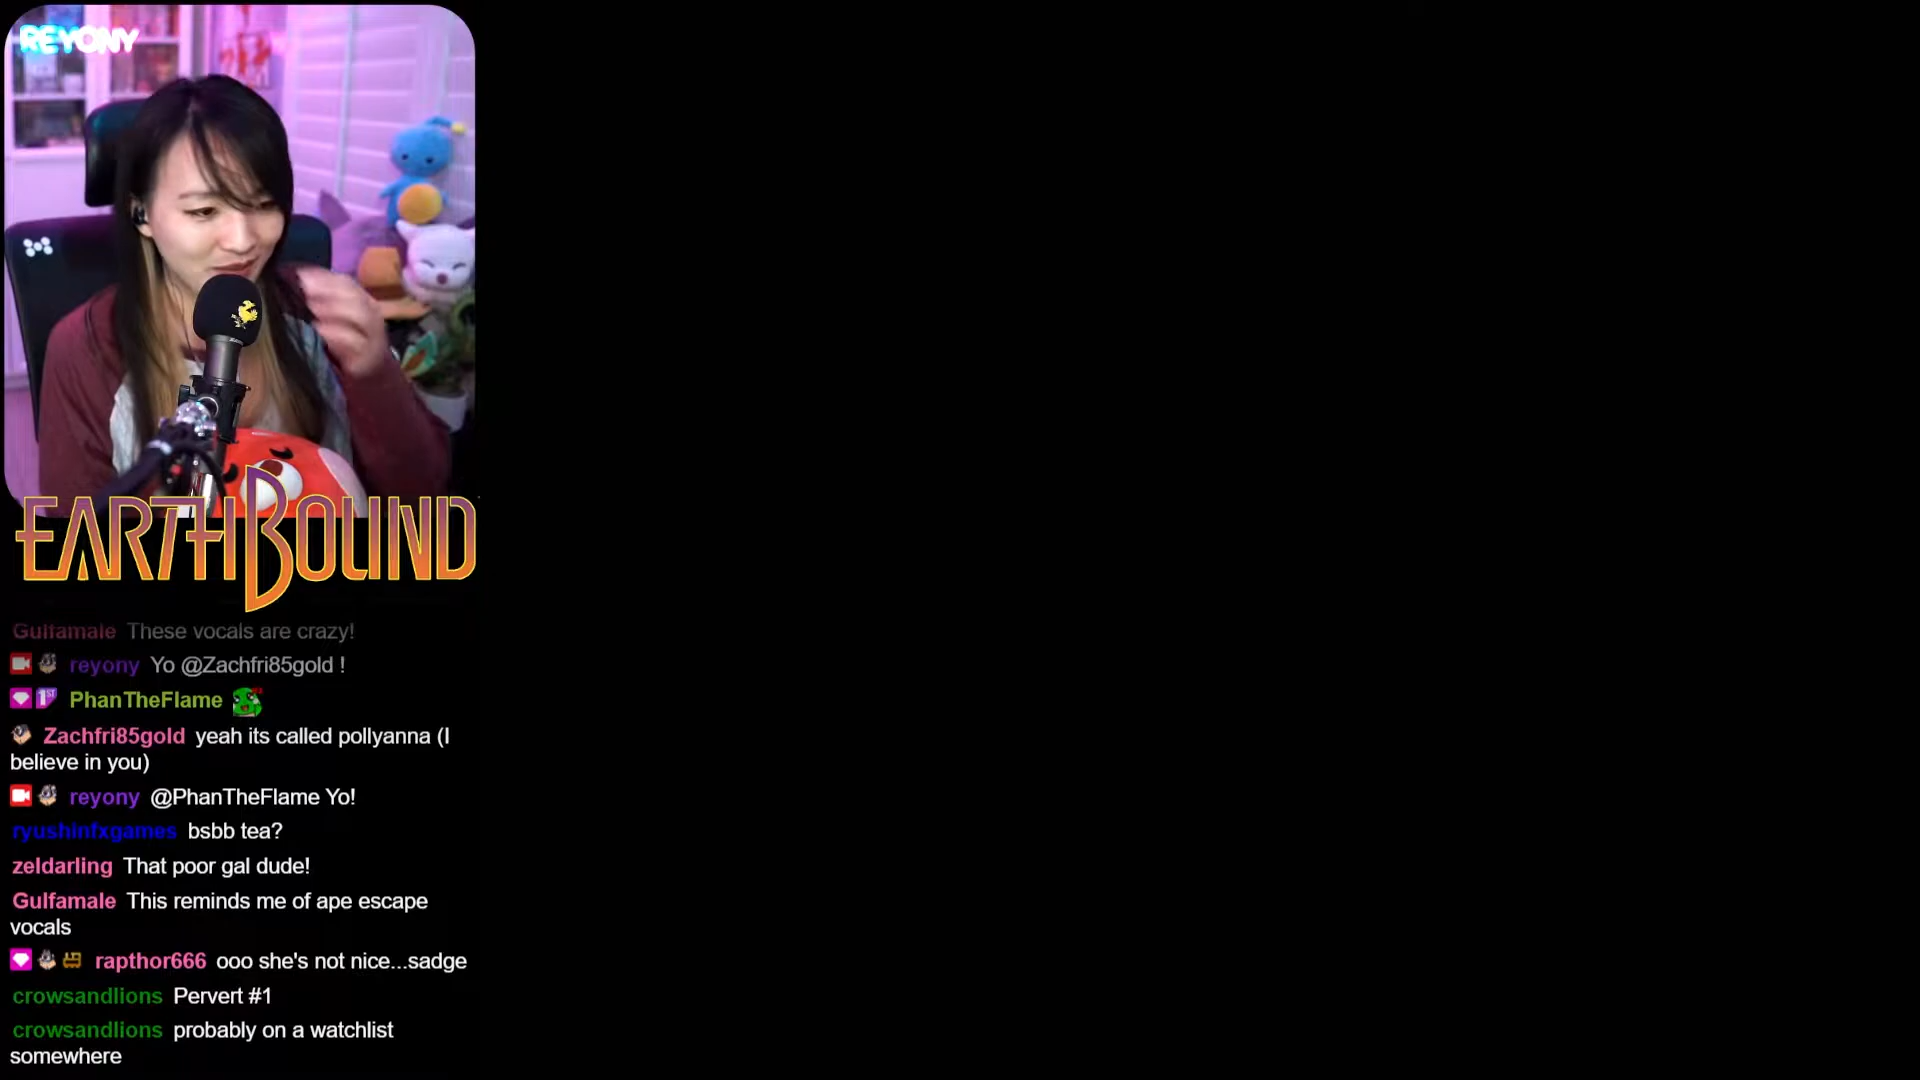 REYONY
EARTHBOUND
Gulfamale These vocals are crazy!
reyony Yo @Zachfri85gold !
1ST PhanTheFlame
Zachfri85gold yeah its called pollyanna (I
believe in you)
reyony @PhanTheFlame Yo!
ryushinfxgames bsbb tea?
zeldarling That poor gal dude!
Gulfamale This reminds me of ape escape
vocals
rapthor666 ooo she's not nice...sadge
crowsandlions Pervert #1
crowsandlions probably on a watchlist
somewhere